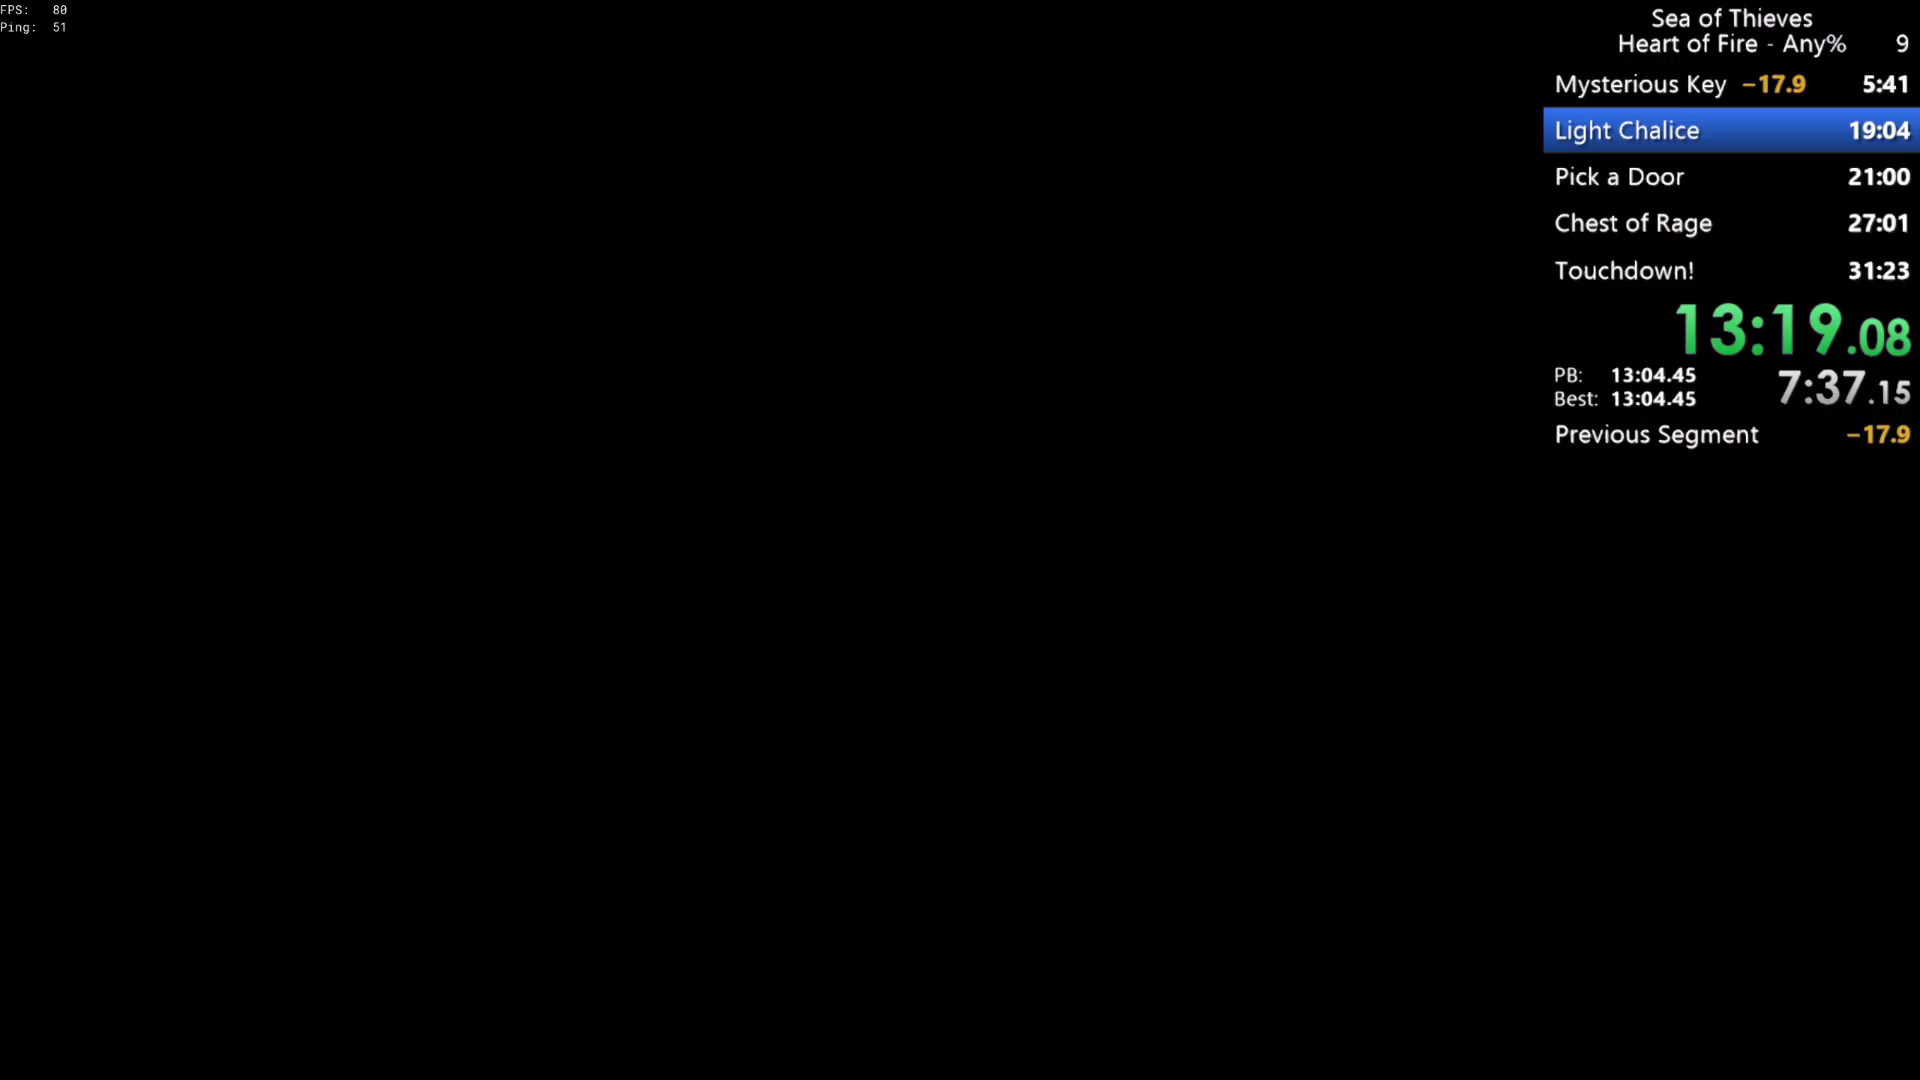 FPS: 80
Ping: 51
Sea of Thieves
Heart of Fire - Any% 9
Mysterious Key −17.9 5:41
Light Chalice 19:04
Pick a Door 21:00
Chest of Rage 27:01
Touchdown! 31:23
13:19.08
PB: 13:04.45
Best: 13:04.45
7:37.15
Previous Segment −17.9